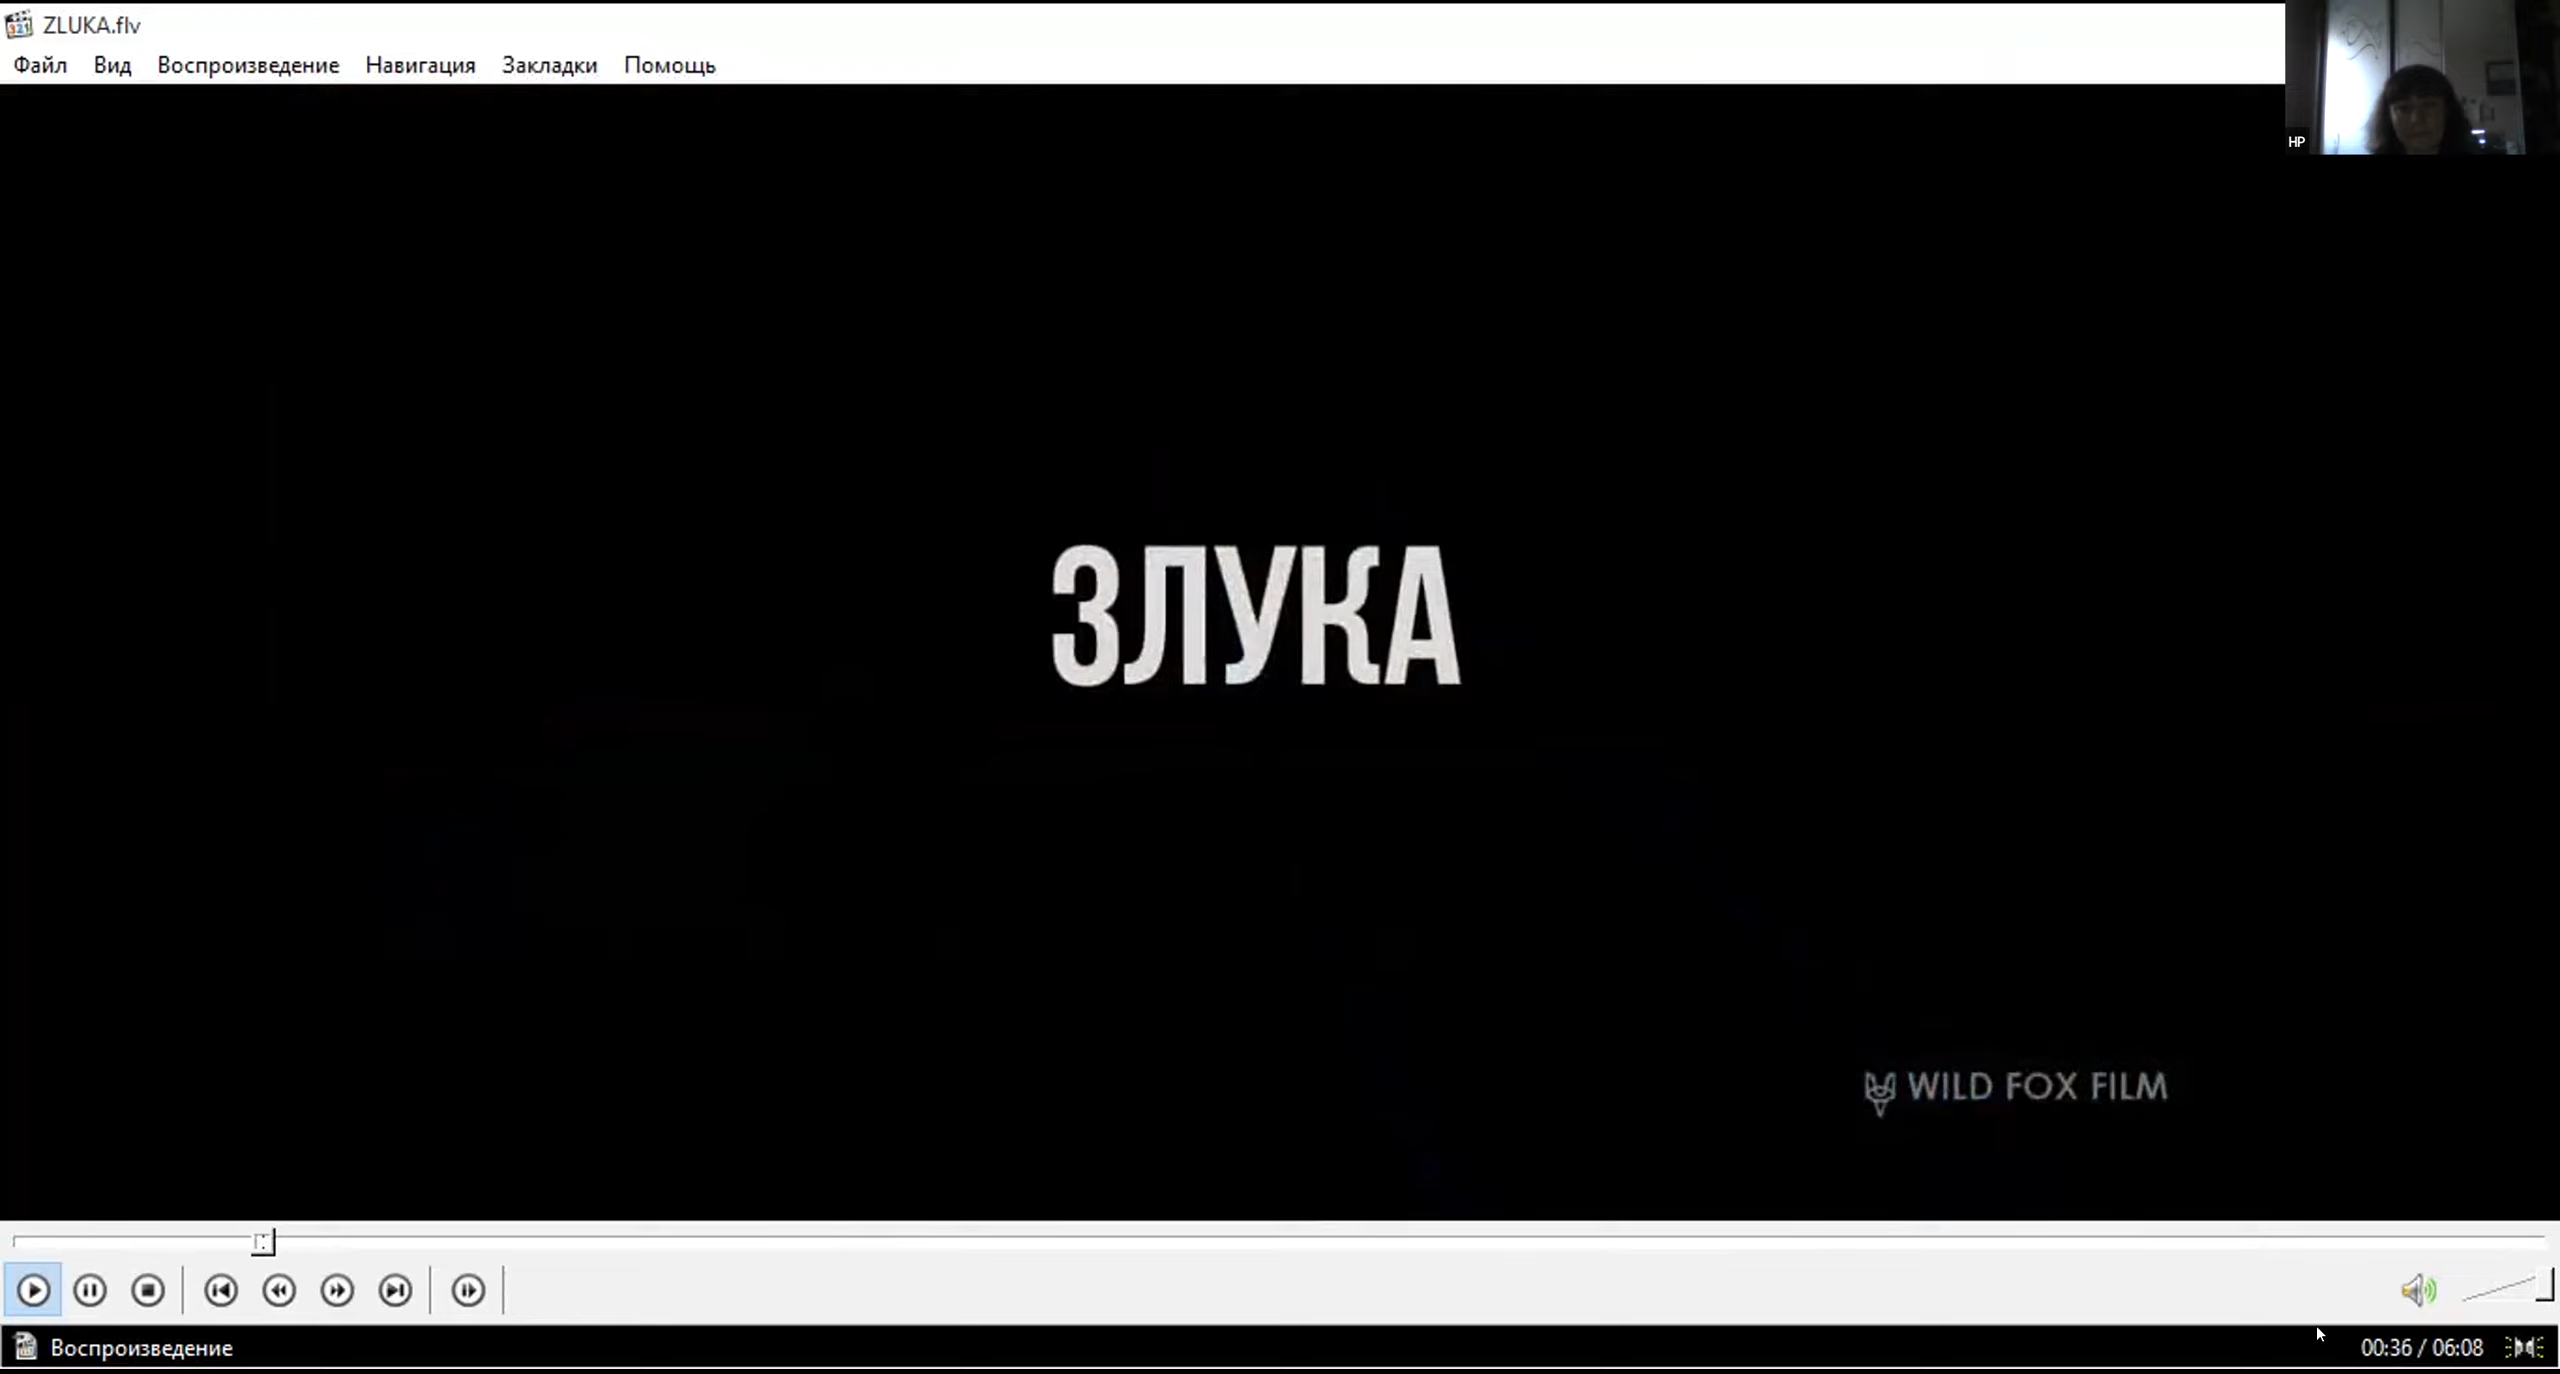 ZLUKA.flv
Файл Вид Воспроизведение Навигация Закладки Помощь
HP
ЗЛУКА
WILD FOX FILM
Воспроизведение
00:36 / 06:08